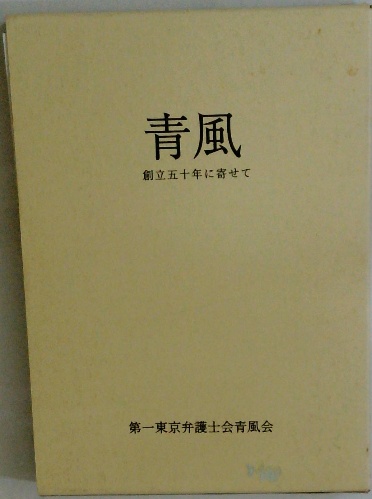 青風
創立五十年に寄せて
第一東京弁護士会青風会